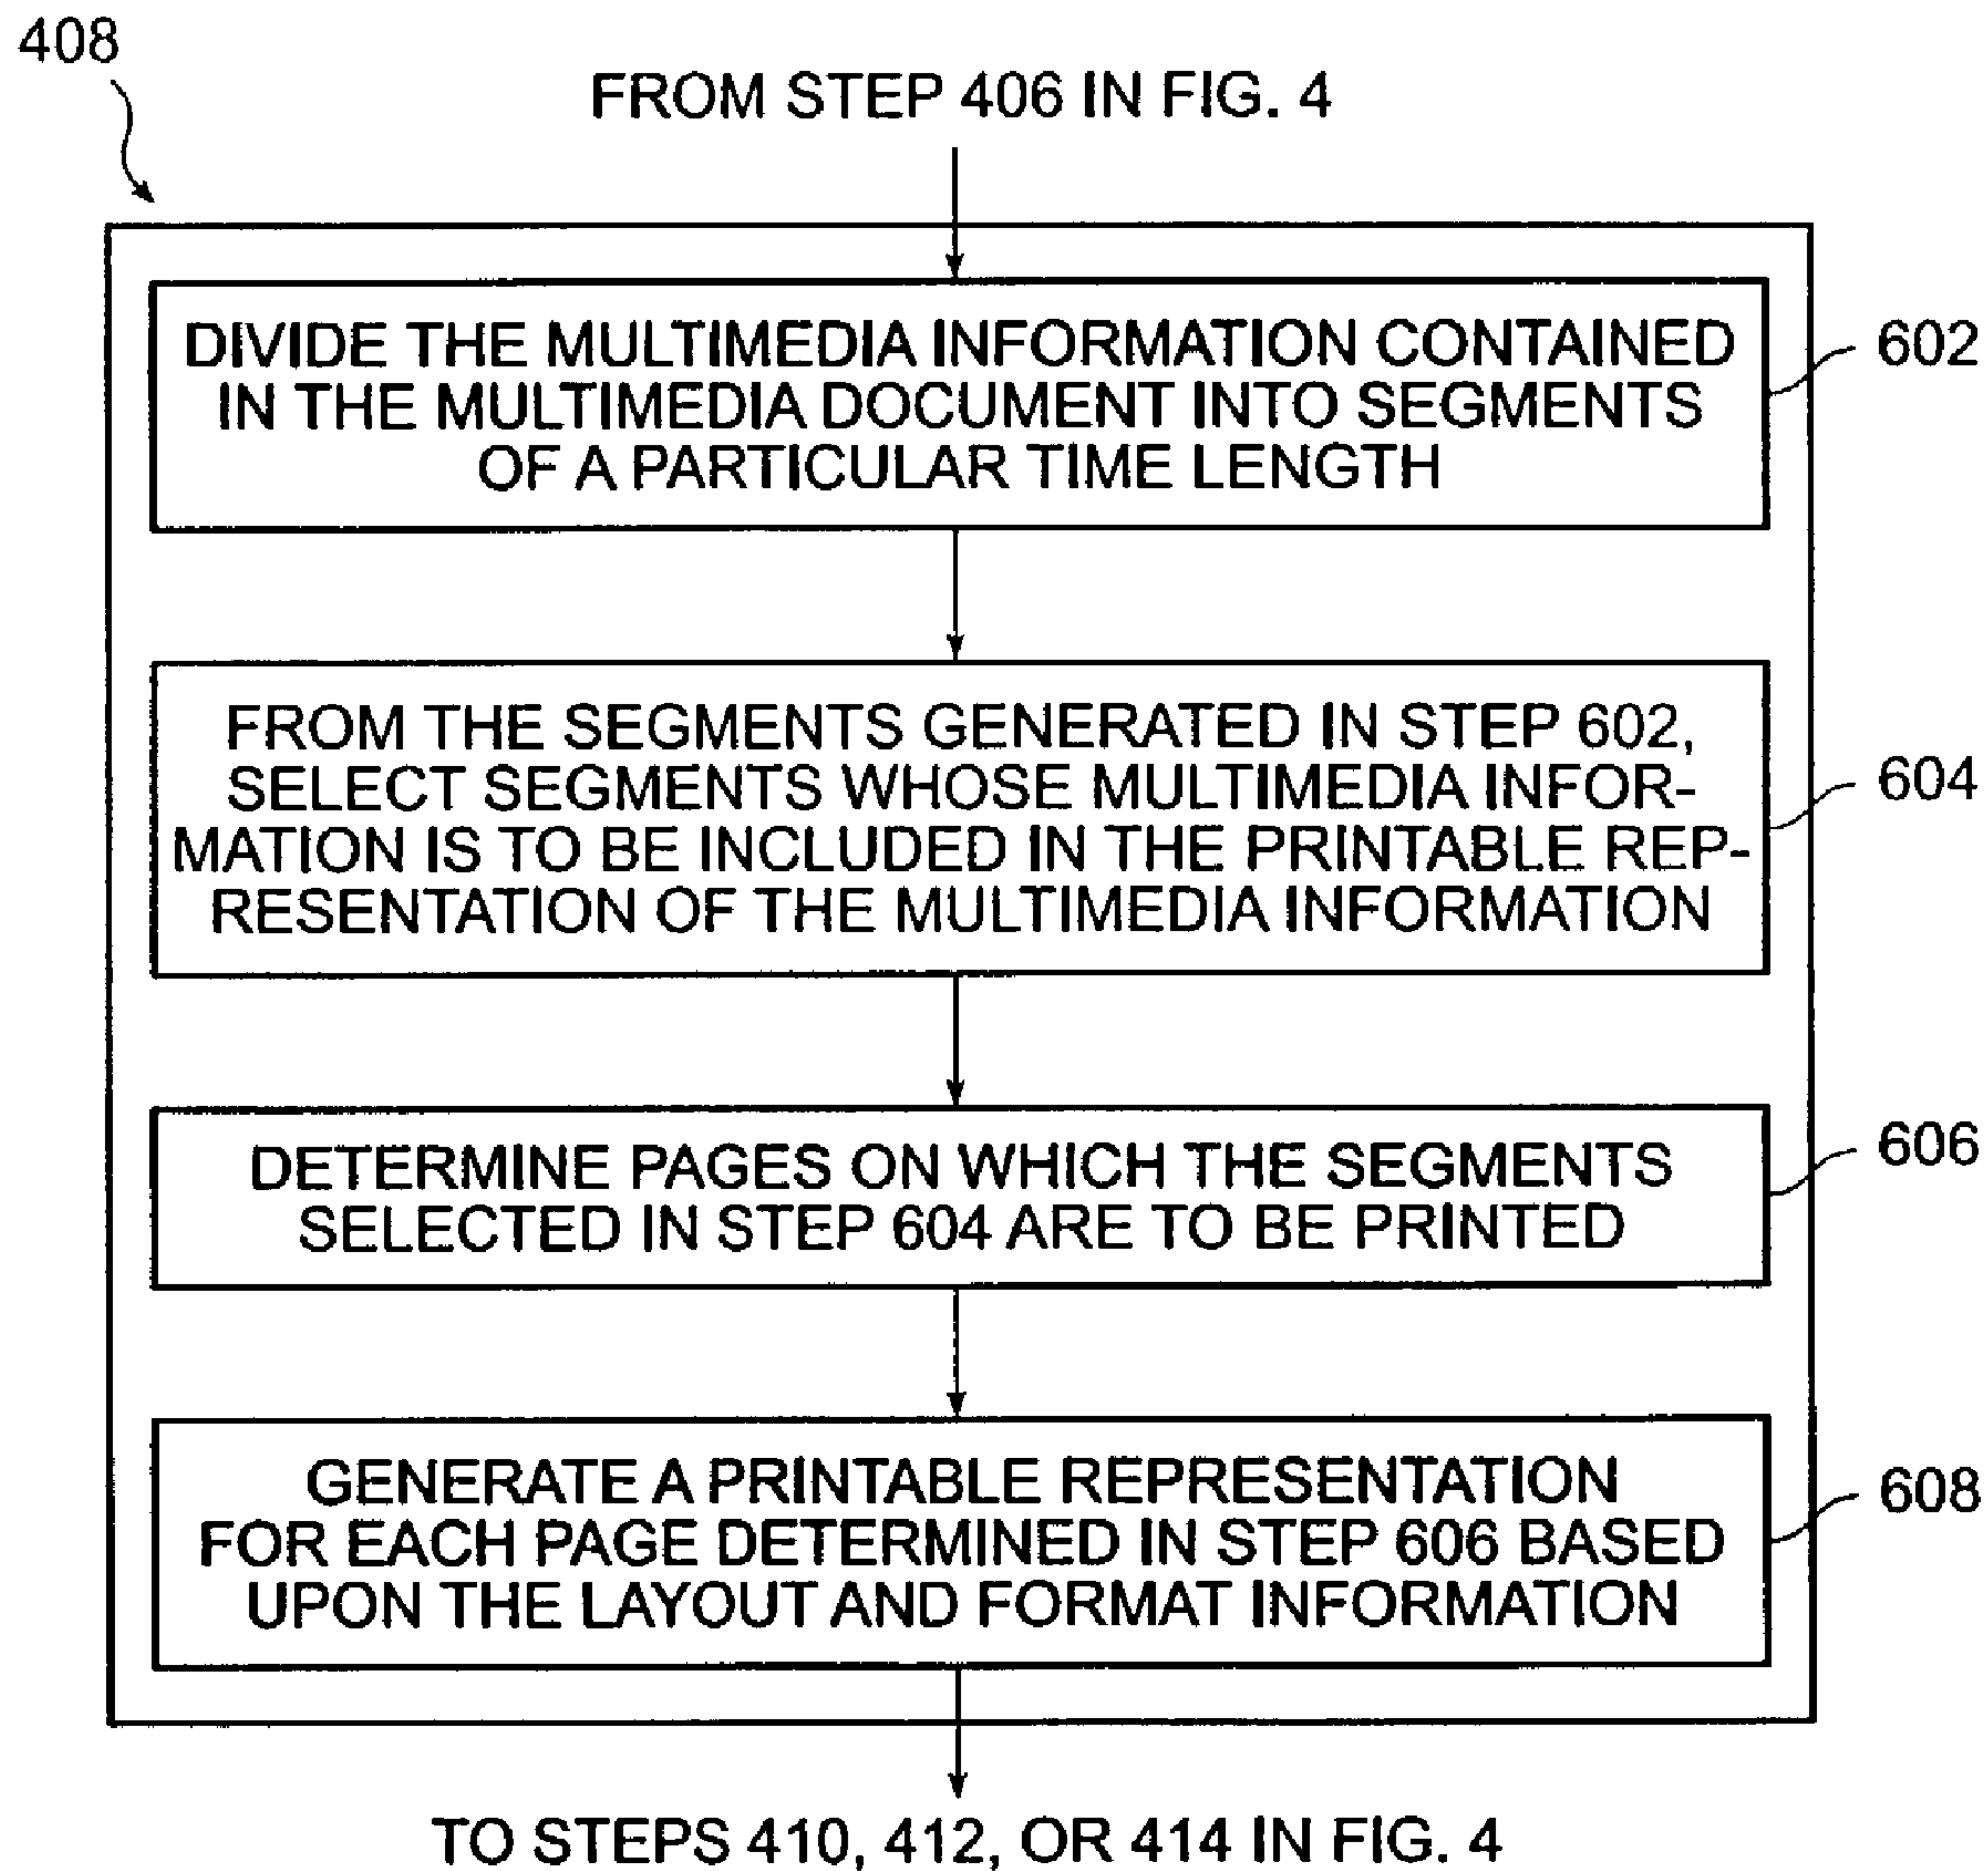 408
FROM STEP 406 IN FIG. 4
DIVIDE THE MULTIMEDIA INFORMATION CONTAINED
IN THE MULTIMEDIA DOCUMENT INTO SEGMENTS
OF A PARTICULAR TIME LENGTH
602
FROM THE SEGMENTS GENERATED IN STEP 602,
SELECT SEGMENTS WHOSE MULTIMEDIA INFOR-
MATION IS TO BE INCLUDED IN THE PRINTABLE REP-
RESENTATION OF THE MULTIMEDIA INFORMATION
604
DETERMINE PAGES ON WHICH THE SEGMENTS
SELECTED IN STEP 604 ARE TO BE PRINTED
606
GENERATE A PRINTABLE REPRESENTATION
FOR EACH PAGE DETERMINED IN STEP 606 BASED
UPON THE LAYOUT AND FORMAT INFORMATION
608
TO STEPS 410, 412, OR 414 IN FIG. 4